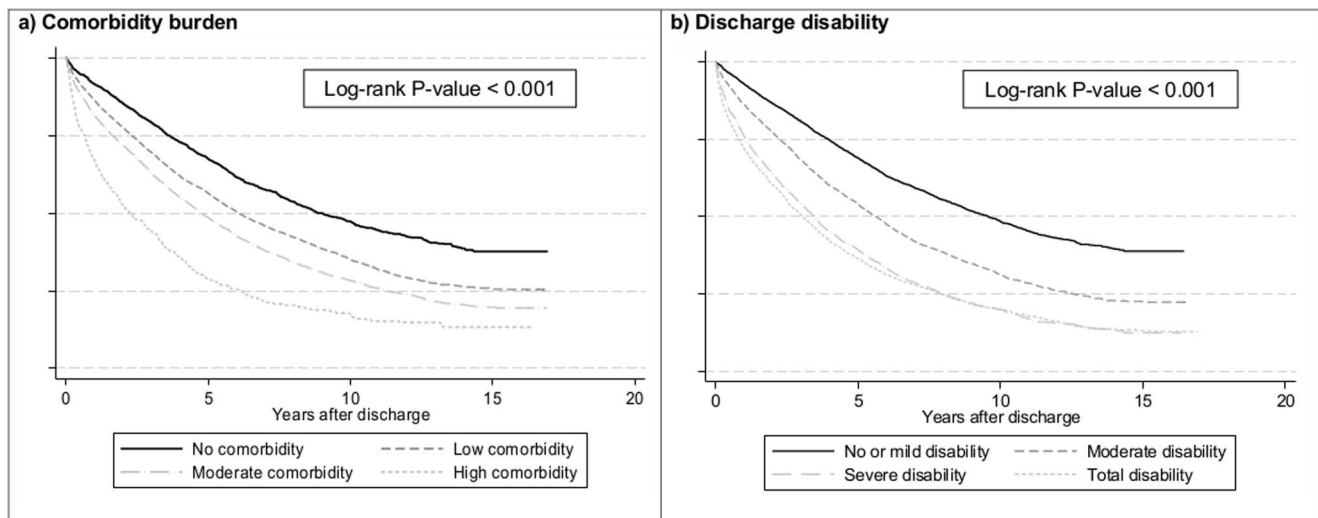 a) Comorbidity burden
Log-rank P-value < 0.001
0 5 10 15 20
Years after discharge
No comorbidity Low comorbidity
Moderate comorbidity High comorbidity
b) Discharge disability
Log-rank P-value < 0.001
0 5 10 15 20
Years after discharge
No or mild disability Moderate disability
Severe disability Total disability